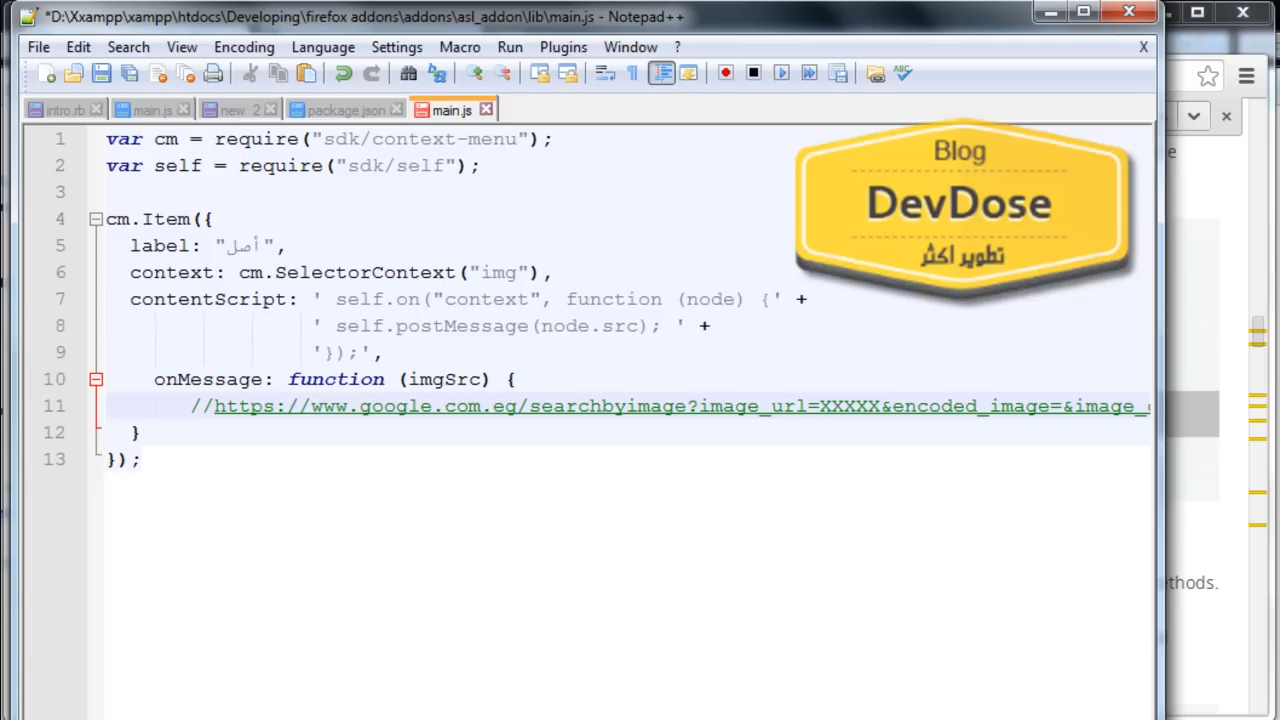 *D:\Xxampp\xampp\htdocs\Developing\firefox addons\addons\asl_addon\lib\main.js - Notepad++
File Edit Search View Encoding Language Settings Macro Run Plugins Window ? X
intro.rb main.js new 2 package.json main.js
1 var cm = require("sdk/context-menu");
2 var self = require("sdk/self");
3
4 cm.Item({
5 label: "أصل",
6 context: cm.SelectorContext("img"),
7 contentScript: ' self.on("context", function (node) {' +
8 ' self.postMessage(node.src); ' +
9 '});',
10 onMessage: function (imgSrc) {
11 //https://www.google.com.eg/searchbyimage?image_url=XXXXX&encoded_image=&image_
12 }
13 });
Blog
DevDose
تطوير اكثر
e
thods.